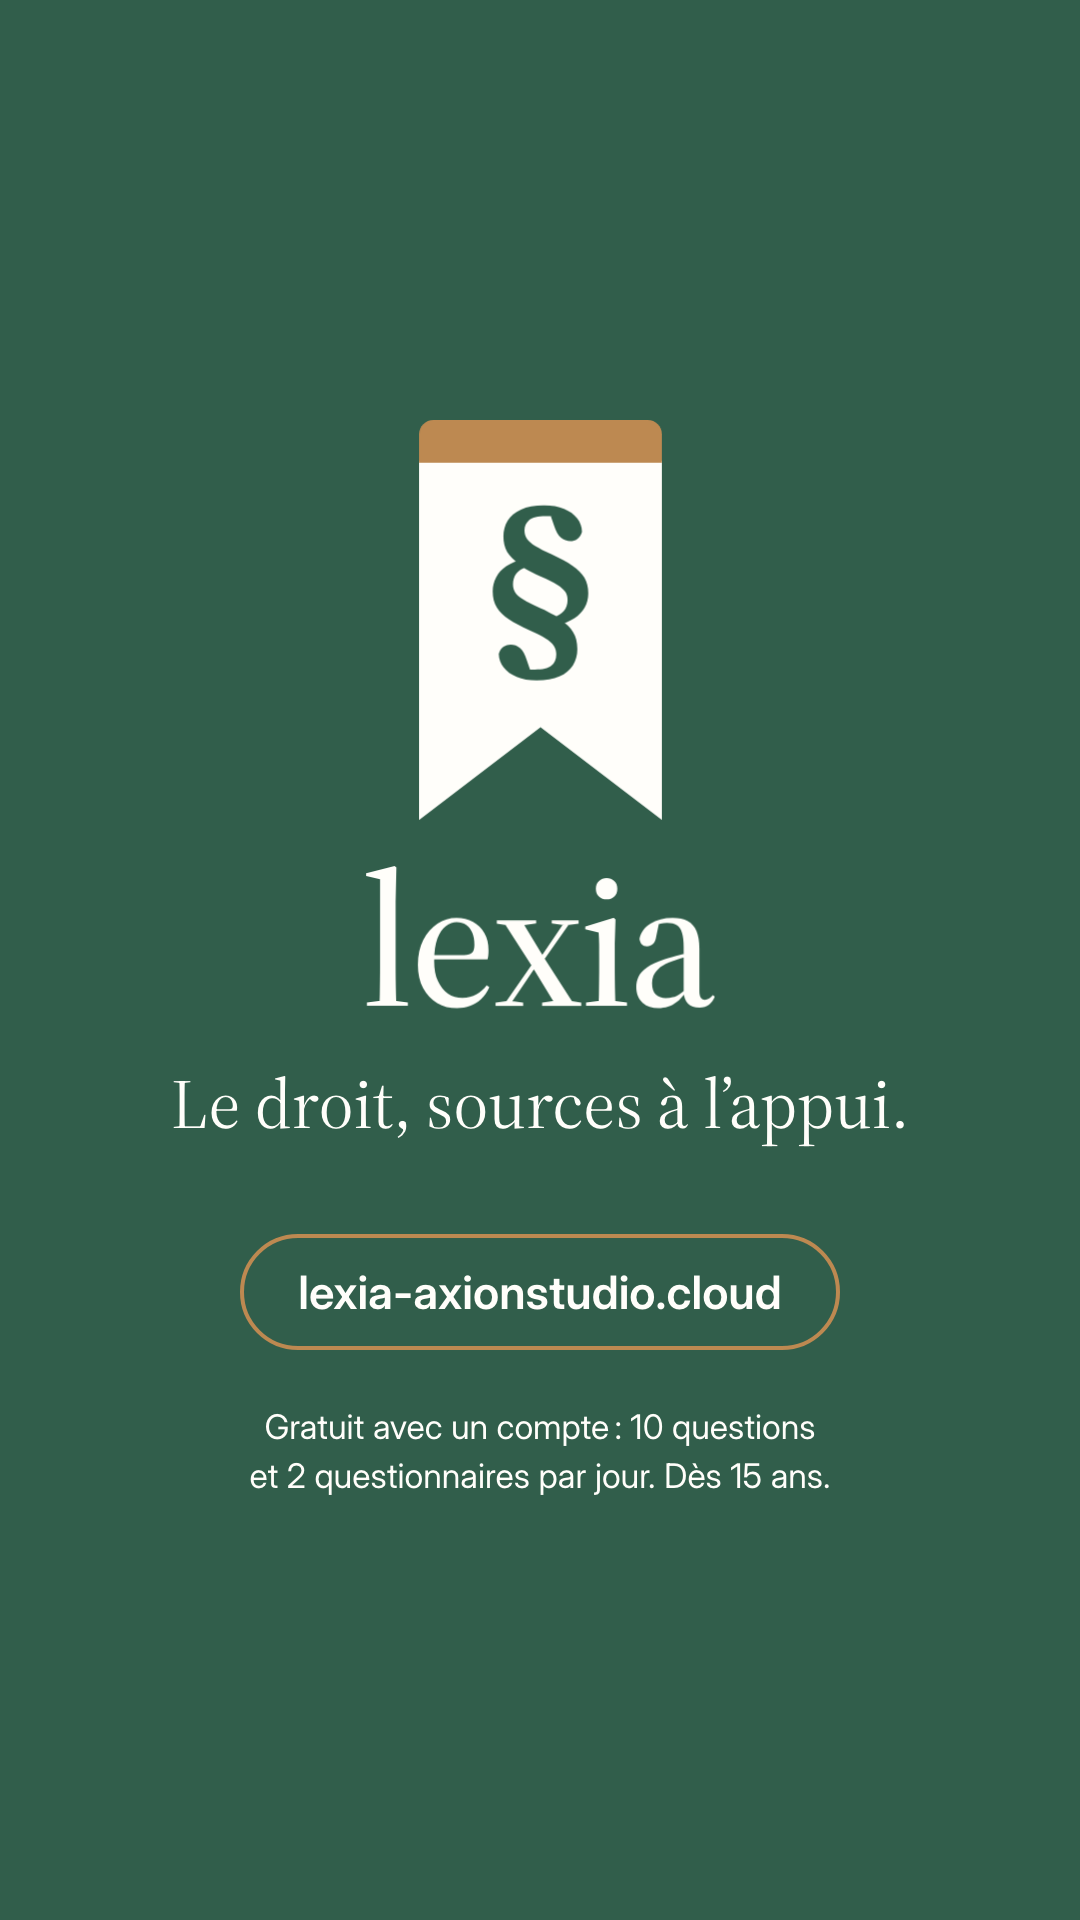 §
lexia
Le droit, sources à l’appui.
lexia-axionstudio.cloud
Gratuit avec un compte : 10 questions
et 2 questionnaires par jour. Dès 15 ans.